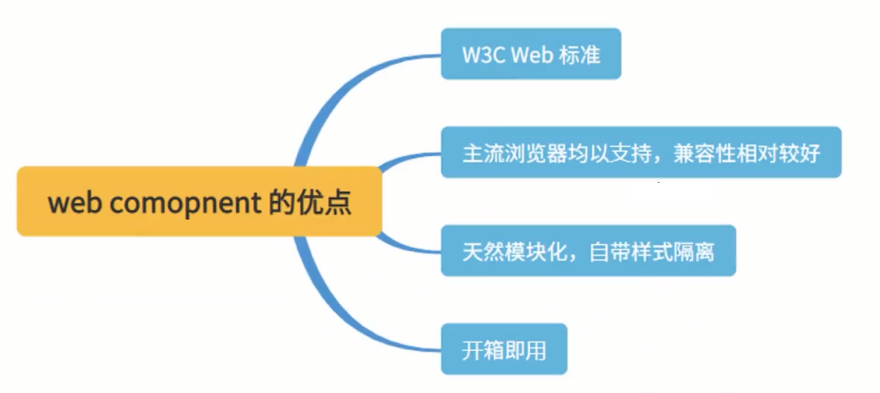 W3C Web 标准
主流浏览器均以支持，兼容性相对较好
web comopnent 的优点
天然模块化，自带样式隔离
开箱即用